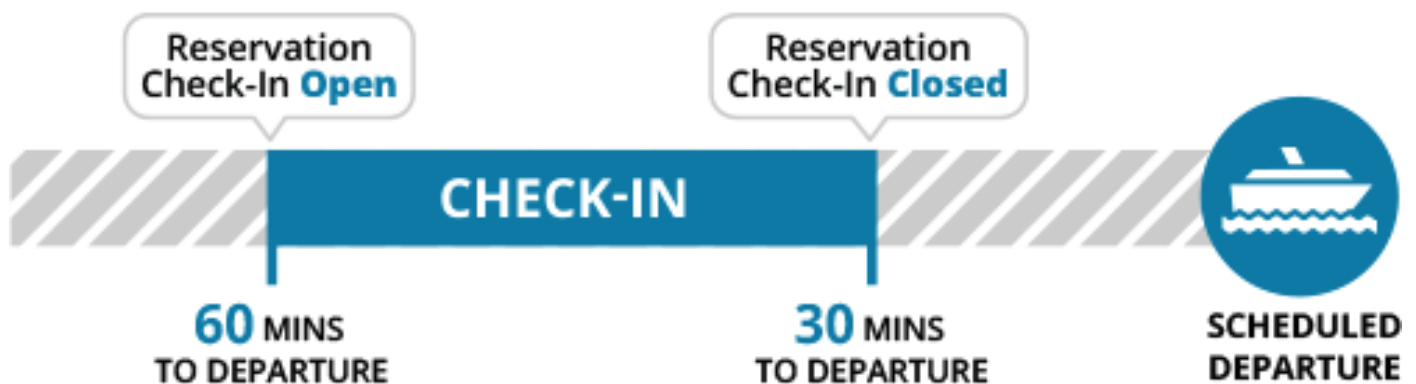 Reservation
Check-In Open
Reservation
Check-In Closed
CHECK-IN
60 MINS
TO DEPARTURE
30 MINS
TO DEPARTURE
SCHEDULED
DEPARTURE